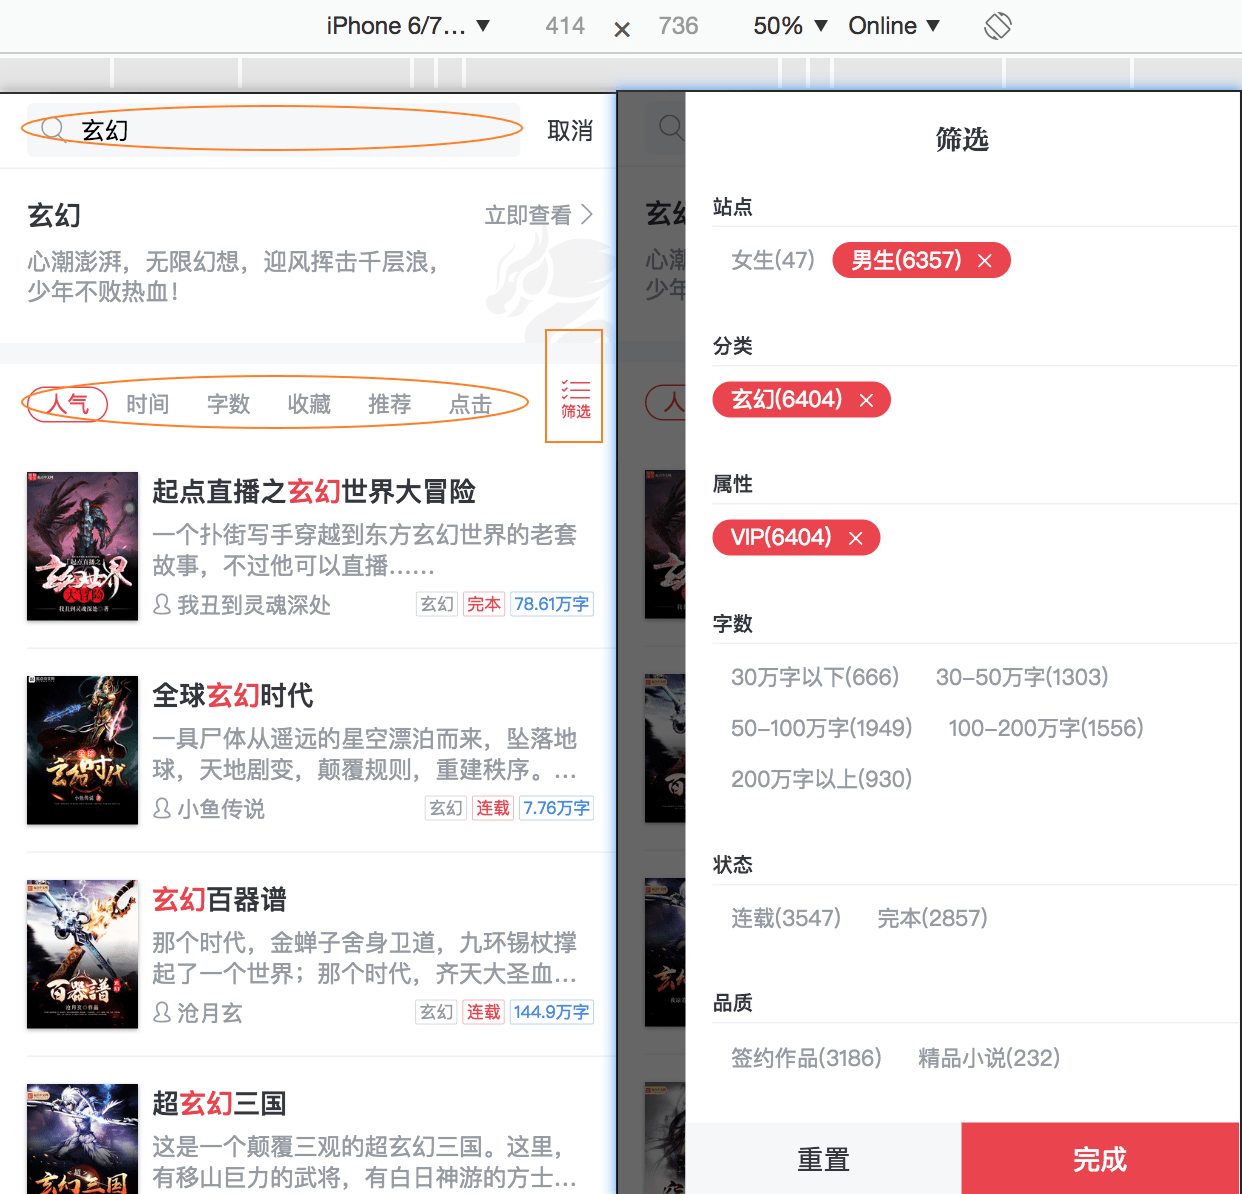 iPhone 6/7... ▼ 414 × 736 50% ▼ Online ▼
玄幻 取消
玄幻 立即查看
心潮澎湃，无限幻想，迎风挥击千层浪，
少年不败热血！
人气 时间 字数 收藏 推荐 点击 筛选
起点直播之玄幻世界大冒险
一个扑街写手穿越到东方玄幻世界的老套
故事，不过他可以直播......
我丑到灵魂深处 玄幻 完本 78.61万字
全球玄幻时代
一具尸体从遥远的星空漂泊而来，坠落地
球，天地剧变，颠覆规则，重建秩序。...
小鱼传说 玄幻 连载 7.76万字
玄幻百器谱
那个时代，金蝉子舍身卫道，九环锡杖撑
起了一个世界；那个时代，齐天大圣血...
沧月玄 玄幻 连载 144.9万字
超玄幻三国
这是一个颠覆三观的超玄幻三国。这里，
有移山巨力的武将，有白日神游的方士...
玄幻
心潮
少年
人
筛选
站点
女生(47) 男生(6357) ×
分类
玄幻(6404) ×
属性
VIP(6404) ×
字数
30万字以下(666) 30-50万字(1303)
50-100万字(1949) 100-200万字(1556)
200万字以上(930)
状态
连载(3547) 完本(2857)
品质
签约作品(3186) 精品小说(232)
重置 完成